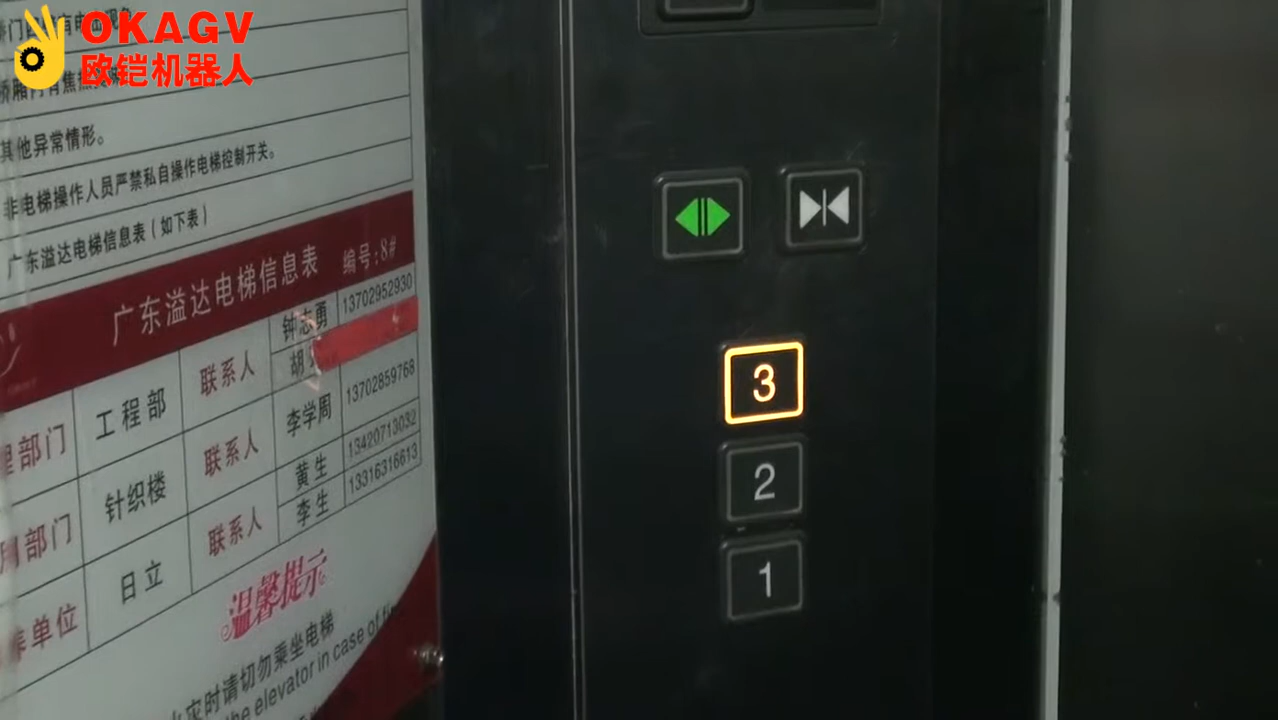 OKAGV
欧铠机器人
其他异常情形。
非电梯操作人员严禁私自操作电梯控制开关。
广东溢达电梯信息表（如下表）
广东溢达电梯信息表 编号:8#
部门 工程部 联系人 钟志勇 13702952930
胡
部门 针织楼 联系人 李学周 13702859768
单位 日立 联系人 黄生 13420713032
李生 13316316613
温馨提示
火灾时请切勿乘坐电梯
the elevator in case of
3
2
1